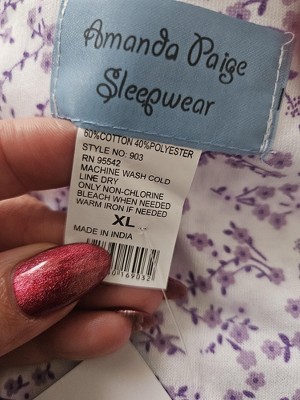 Amanda Paige
Sleepwear
60%COTTON 40%POLYESTER
STYLE NO: 903
RN 95542
MACHINE WASH COLD
LINE DRY
ONLY NON-CHLORINE
BLEACH WHEN NEEDED
WARM IRON IF NEEDED
XL
MADE IN INDIA